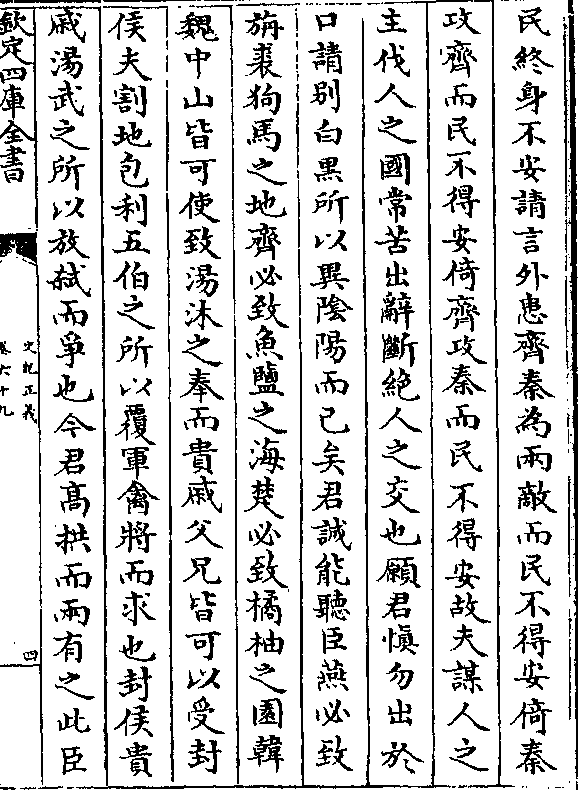 民終身不安請言外患齊秦為兩敵而民不得安倚秦
攻齊而民不得安倚齊攻秦而民不得安故夫謀人之
主伐人之國常苦出辭斷絶人之交也願君慎勿出於
口請别白黒所以異陰陽而已矣君誠能聽臣燕必致
旃裘狗馬之地齊必致魚鹽之海楚必致橘柚之園韓
魏中山皆可使致湯沐之奉而貴戚父兄皆可以受封
侯夫割地包利五伯之所以覆軍禽將而求也封侯貴
戚湯武之所以放弑而爭也今君髙拱而兩有之此臣
欽定四庫全書
史記正義
卷六十九
四